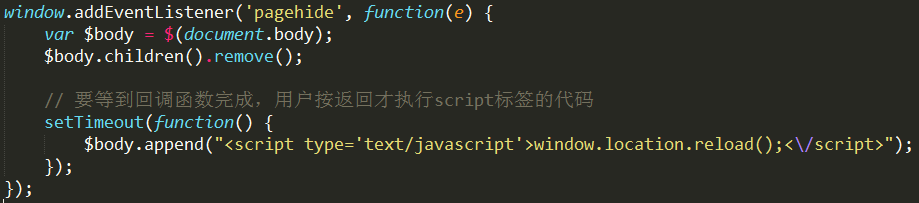 window.addEventListener('pagehide', function(e) {
    var $body = $(document.body);
    $body.children().remove();

    // 要等到回调函数完成，用户按返回才执行script标签的代码
    setTimeout(function() {
        $body.append("<script type='text/javascript'>window.location.reload();<\/script>");
    });
});